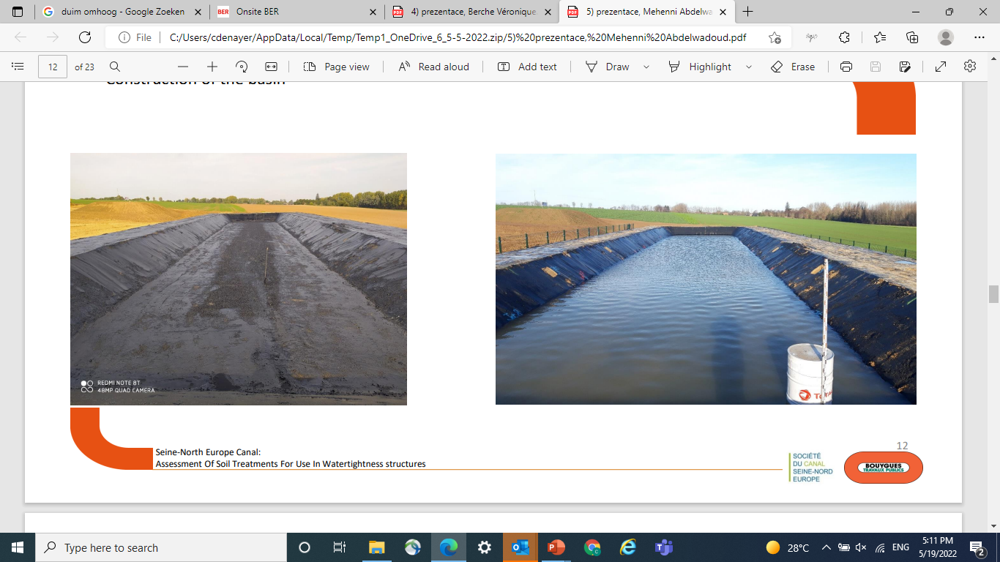 duim omhoog - Google Zoeken
BER Onsite BER
PDF 4) prezentace, Berche Véronique
PDF 5) prezentace, Mehenni Abdelwa
File
C:/Users/cdenayer/AppData/Local/Temp/Temp1_OneDrive_6_5-5-2022.zip/5)%20prezentace,%20Mehenni%20Abdelwadoud.pdf
12 of 23
Page view
Read aloud
Add text
Draw
Highlight
Erase
Construction of the basin
REDMI NOTE 8T
48MP QUAD CAMERA
Seine-North Europe Canal:
Assessment Of Soil Treatments For Use In Watertightness structures
12
SOCIÉTÉ
DU CANAL
SEINE-NORD
EUROPE
BOUYGUES
TRAVAUX PUBLICS
Type here to search
28°C
ENG
5:11 PM
5/19/2022
2